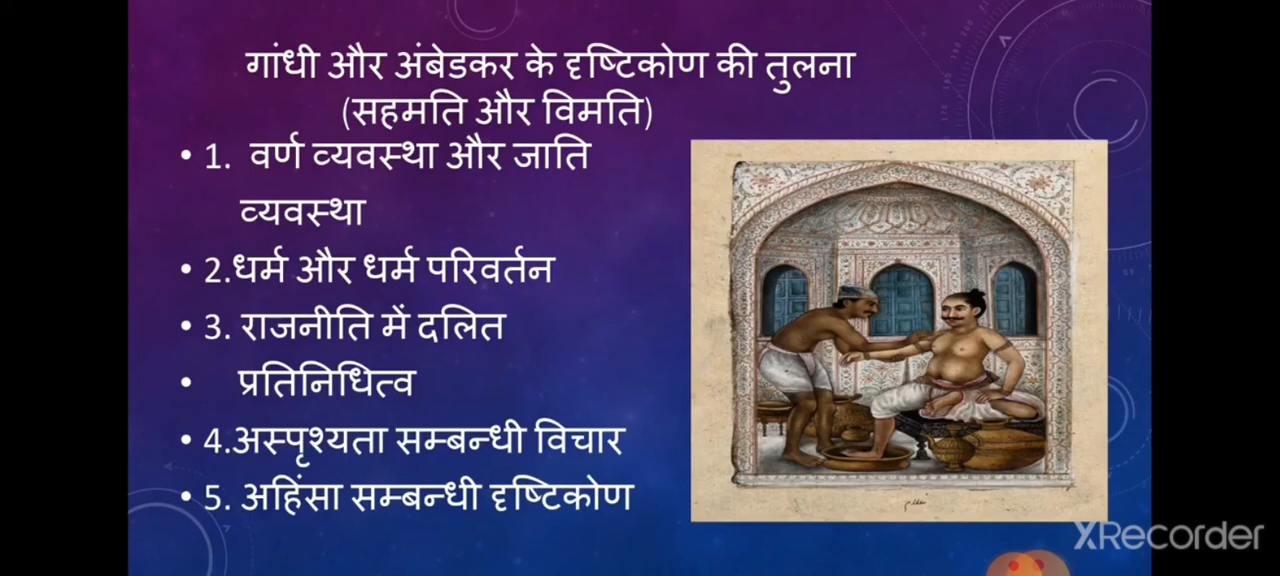 गांधी और अंबेडकर के दृष्टिकोण की तुलना
(सहमति और विमति)
• 1. वर्ण व्यवस्था और जाति
व्यवस्था
• 2.धर्म और धर्म परिवर्तन
• 3. राजनीति में दलित
• प्रतिनिधित्व
• 4.अस्पृश्यता सम्बन्धी विचार
• 5. अहिंसा सम्बन्धी दृष्टिकोण
XRecorder